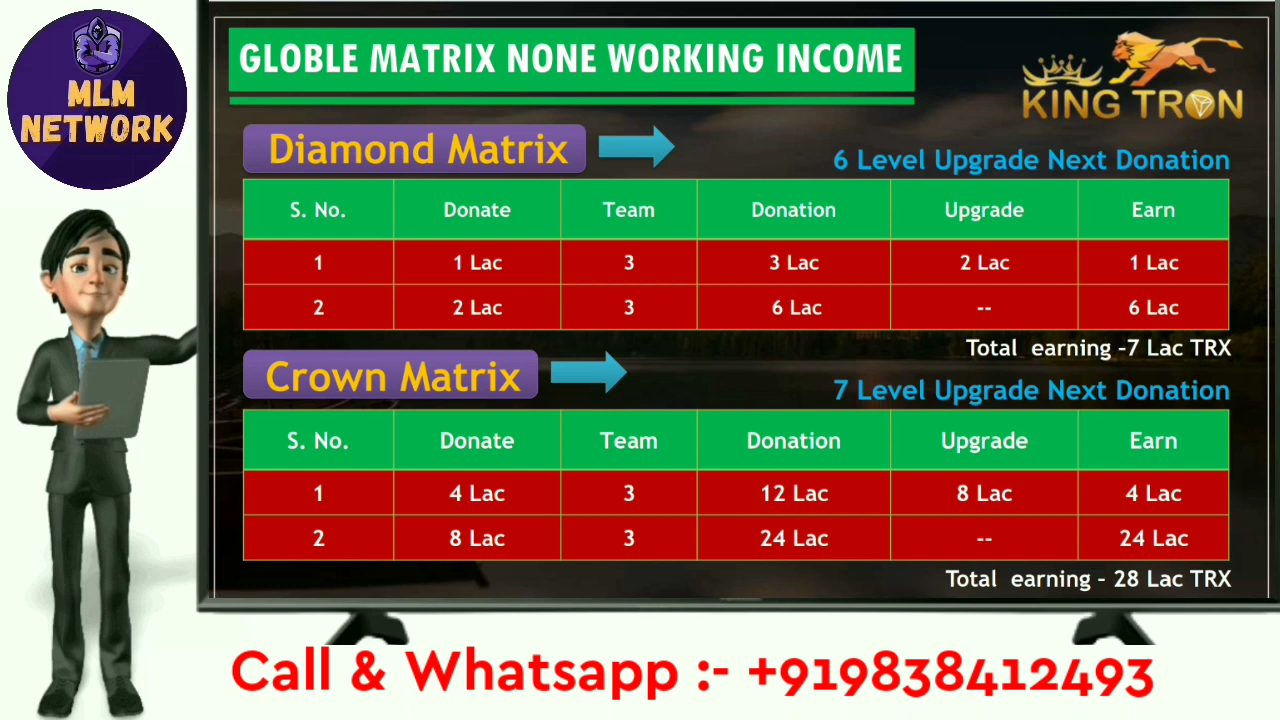 MLM
NETWORK
GLOBLE MATRIX NONE WORKING INCOME
KING TRON
Diamond Matrix
6 Level Upgrade Next Donation
S. No. Donate Team Donation Upgrade Earn
1 1 Lac 3 3 Lac 2 Lac 1 Lac
2 2 Lac 3 6 Lac -- 6 Lac
Total earning -7 Lac TRX
Crown Matrix
7 Level Upgrade Next Donation
S. No. Donate Team Donation Upgrade Earn
1 4 Lac 3 12 Lac 8 Lac 4 Lac
2 8 Lac 3 24 Lac -- 24 Lac
Total earning - 28 Lac TRX
Call & Whatsapp :- +919838412493